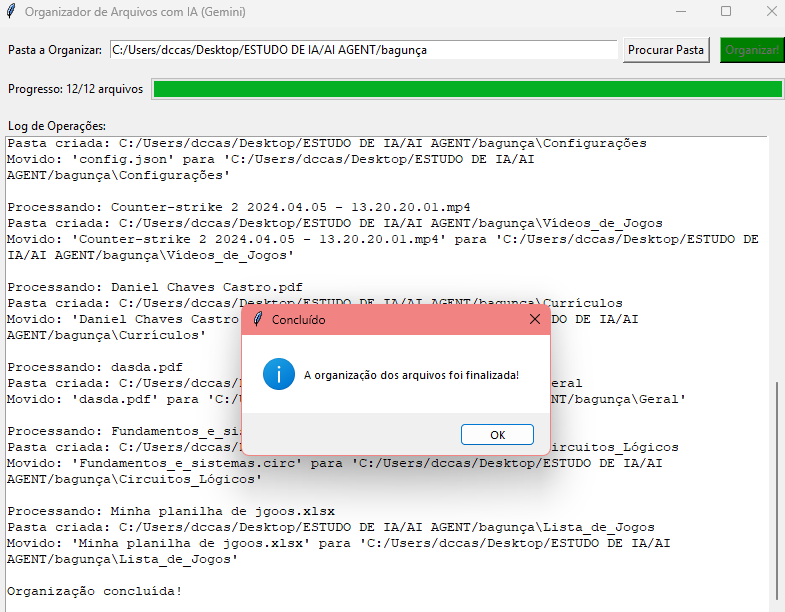 Organizador de Arquivos com IA (Gemini)
Pasta a Organizar: C:/Users/dccas/Desktop/ESTUDO DE IA/AI AGENT/bagunça Procurar Pasta Organizar!
Progresso: 12/12 arquivos
Log de Operações:
Pasta criada: C:/Users/dccas/Desktop/ESTUDO DE IA/AI AGENT/bagunça\Configurações
Movido: 'config.json' para 'C:/Users/dccas/Desktop/ESTUDO DE IA/AI
AGENT/bagunça\Configurações'
Processando: Counter-strike 2 2024.04.05 - 13.20.20.01.mp4
Pasta criada: C:/Users/dccas/Desktop/ESTUDO DE IA/AI AGENT/bagunça\Vídeos_de_Jogos
Movido: 'Counter-strike 2 2024.04.05 - 13.20.20.01.mp4' para 'C:/Users/dccas/Desktop/ESTUDO DE
IA/AI AGENT/bagunça\Vídeos_de_Jogos'
Processando: Daniel Chaves Castro.pdf
Pasta criada: C:/Users/dccas/Desktop/ESTUDO DE IA/AI AGENT/bagunça\Currículos
Movido: 'Daniel Chaves Castro DO DE IA/AI
AGENT/bagunça\Currículos'
Processando: dasda.pdf
Pasta criada: C:/Users/dccas/ eral
Movido: 'dasda.pdf' para 'C:/ NT/bagunça\Geral'
Processando: Fundamentos_e_si
Pasta criada: C:/Users/dccas/ ircuitos_Lógicos
Movido: 'Fundamentos_e_sistemas.circ' para 'C:/Users/dccas/Desktop/ESTUDO DE IA/AI
AGENT/bagunça\Circuitos_Lógicos'
Processando: Minha planilha de jgoos.xlsx
Pasta criada: C:/Users/dccas/Desktop/ESTUDO DE IA/AI AGENT/bagunça\Lista_de_Jogos
Movido: 'Minha planilha de jgoos.xlsx' para 'C:/Users/dccas/Desktop/ESTUDO DE IA/AI
AGENT/bagunça\Lista_de_Jogos'
Organização concluída!
Concluído
A organização dos arquivos foi finalizada!
OK